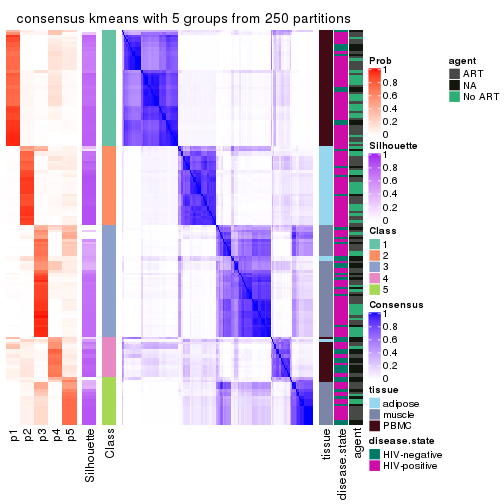 consensus kmeans with 5 groups from 250 partitions
Prob
1
0.8
0.6
0.4
0.2
0
agent
ART
NA
No ART
Silhouette
1
0.8
0.6
0.4
0.2
0
Class
1
2
3
4
5
Consensus
1
0.8
0.6
0.4
0.2
0
tissue
adipose
muscle
PBMC
disease.state
HIV-negative
HIV-positive
p1
p2
p3
p4
p5
Silhouette
Class
tissue
disease.state
agent